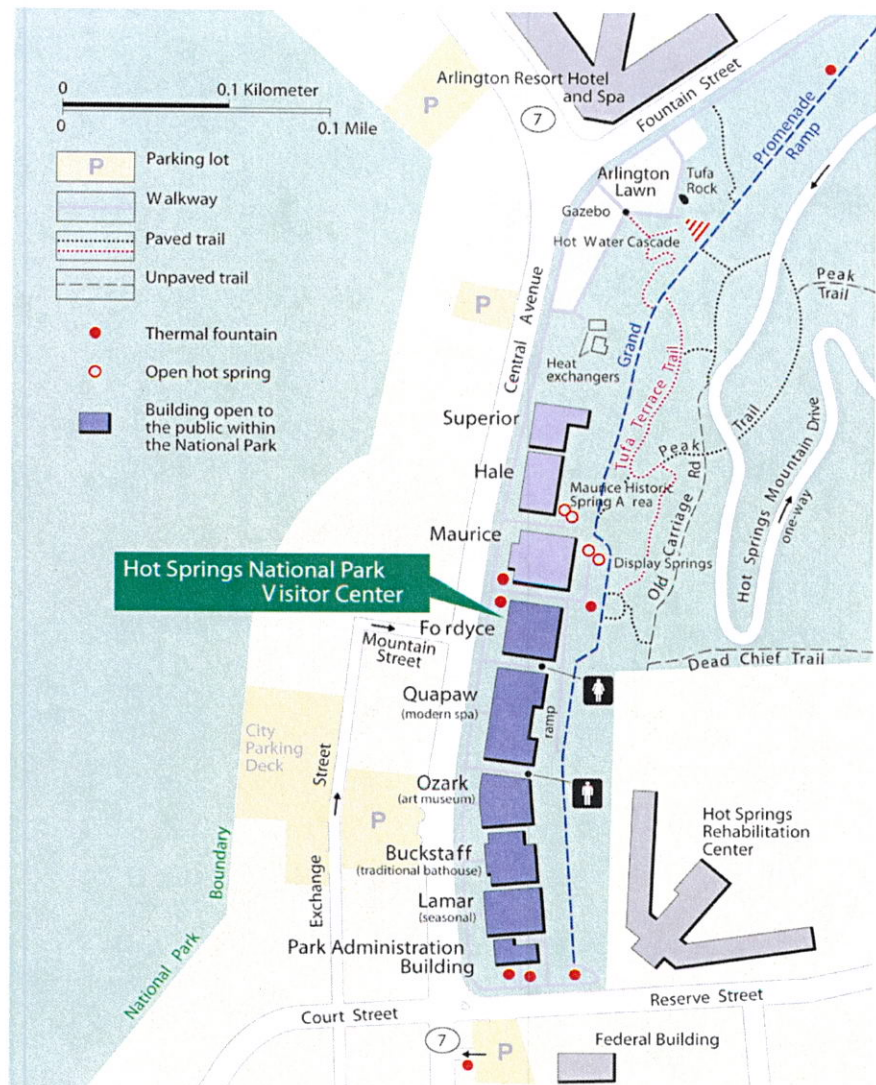 Arlington Resort Hotel
and Spa
Fountain Street
7
P
0 0.1 Kilometer
0 0.1 Mile
P Parking lot
Walkway
Paved trail
Unpaved trail
Thermal fountain
Open hot spring
Building open to
the public within
the National Park
Promenade
Ramp
Arlington
Lawn
Tufa
Rock
Gazebo
Hot Water Cascade
Peak
Trail
P
Central Avenue
Grand
Heat
exchangers
Tufa Terrace Trail
Superior
Peak Trail
Hale
Maurice Historic
Spring A rea
Old Carriage Rd
Hot Springs Mountain Drive
one-way
Maurice
Display Springs
Hot Springs National Park
Visitor Center
Fo rdyce
Mountain
Street
Dead Chief Trail
Quapaw
(modern spa)
ramp
City
Parking
Deck
Exchange Street
Ozark
(art museum)
P
Hot Springs
Rehabilitation
Center
Buckstaff
(traditional bathouse)
Lamar
(seasonal)
National Park Boundary
Park Administration
Building
Court Street
Reserve Street
7
P
Federal Building